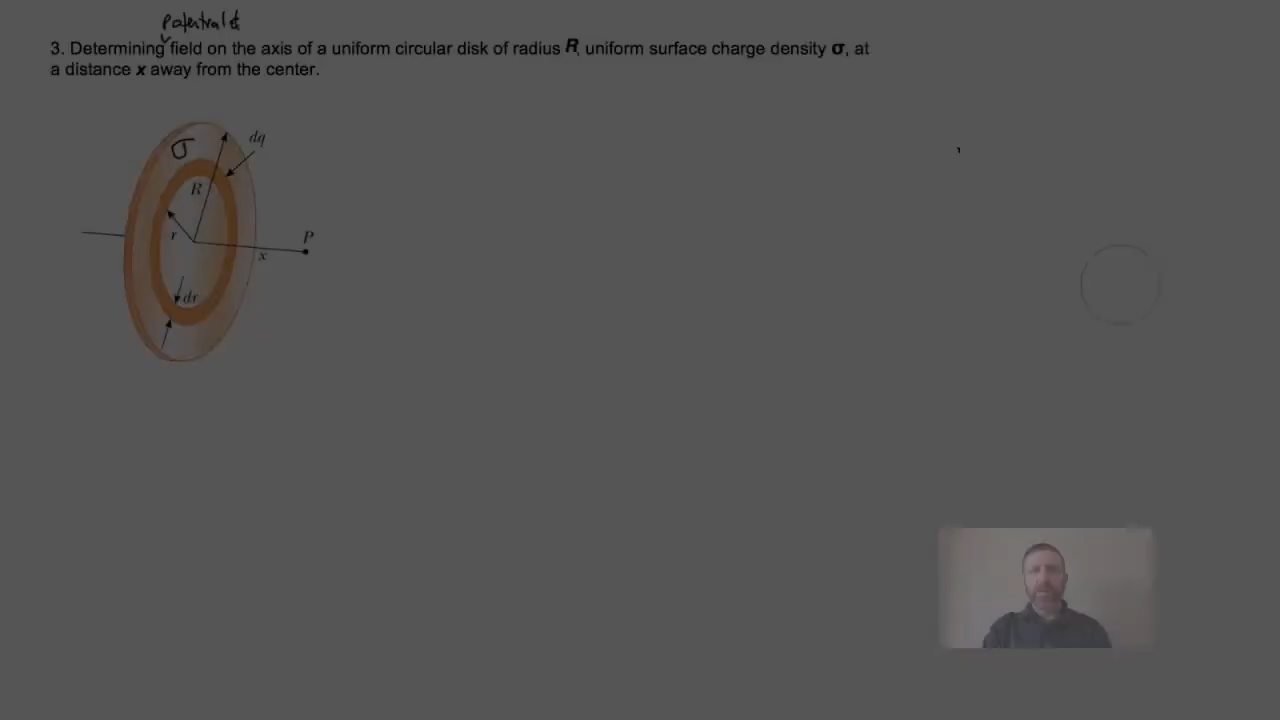 potential &
3. Determining field on the axis of a uniform circular disk of radius R, uniform surface charge density σ, at
a distance x away from the center.
σ
dq
R
r
P
x
dr